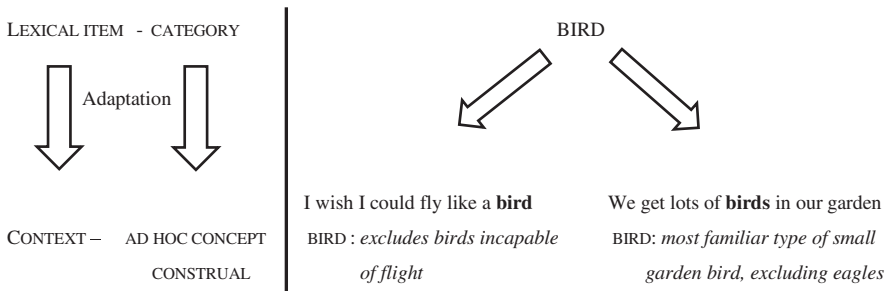 LEXICAL ITEM - CATEGORY
Adaptation
CONTEXT – AD HOC CONCEPT
CONSTRUAL
BIRD
I wish I could fly like a bird
BIRD : excludes birds incapable
of flight
We get lots of birds in our garden
BIRD: most familiar type of small
garden bird, excluding eagles